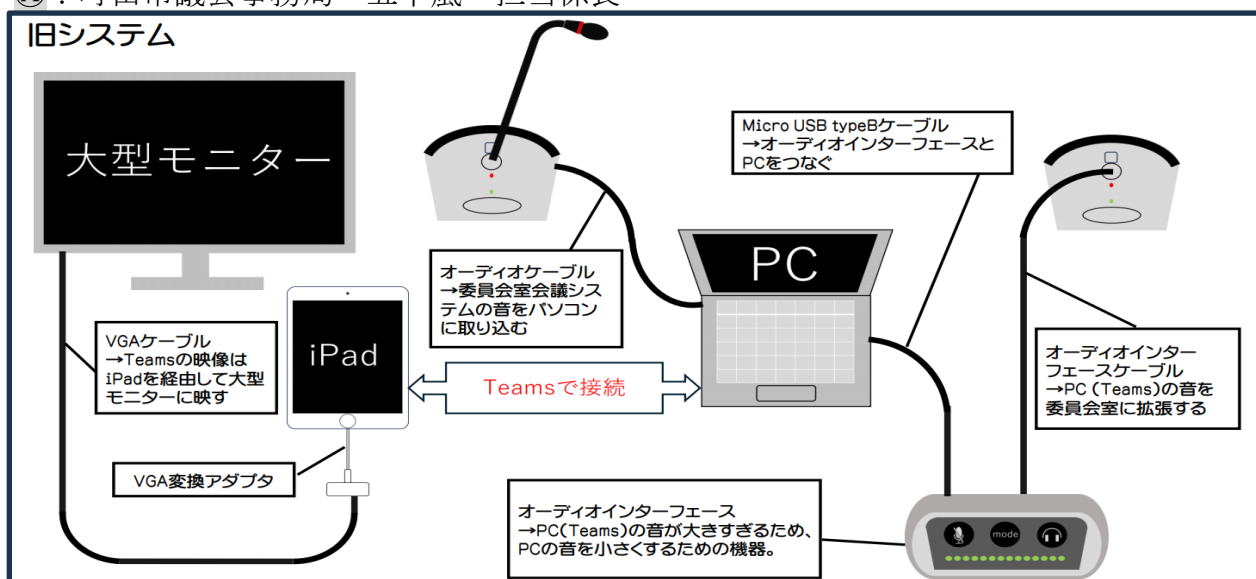 旧システム
大型モニター
Micro USB typeBケーブル
→オーディオインターフェースと
PCをつなぐ
PC
オーディオケーブル
→委員会室会議シス
テムの音をパソコン
に取り込む
iPad
VGAケーブル
→Teamsの映像は
iPadを経由して大型
モニターに映す
Teamsで接続
オーディオインター
フェースケーブル
→PC(Teams)の音を
委員会室に拡張する
VGA変換アダプタ
オーディオインターフェース
→PC(Teams)の音が大きすぎるため、
PCの音を小さくするための機器。
mode